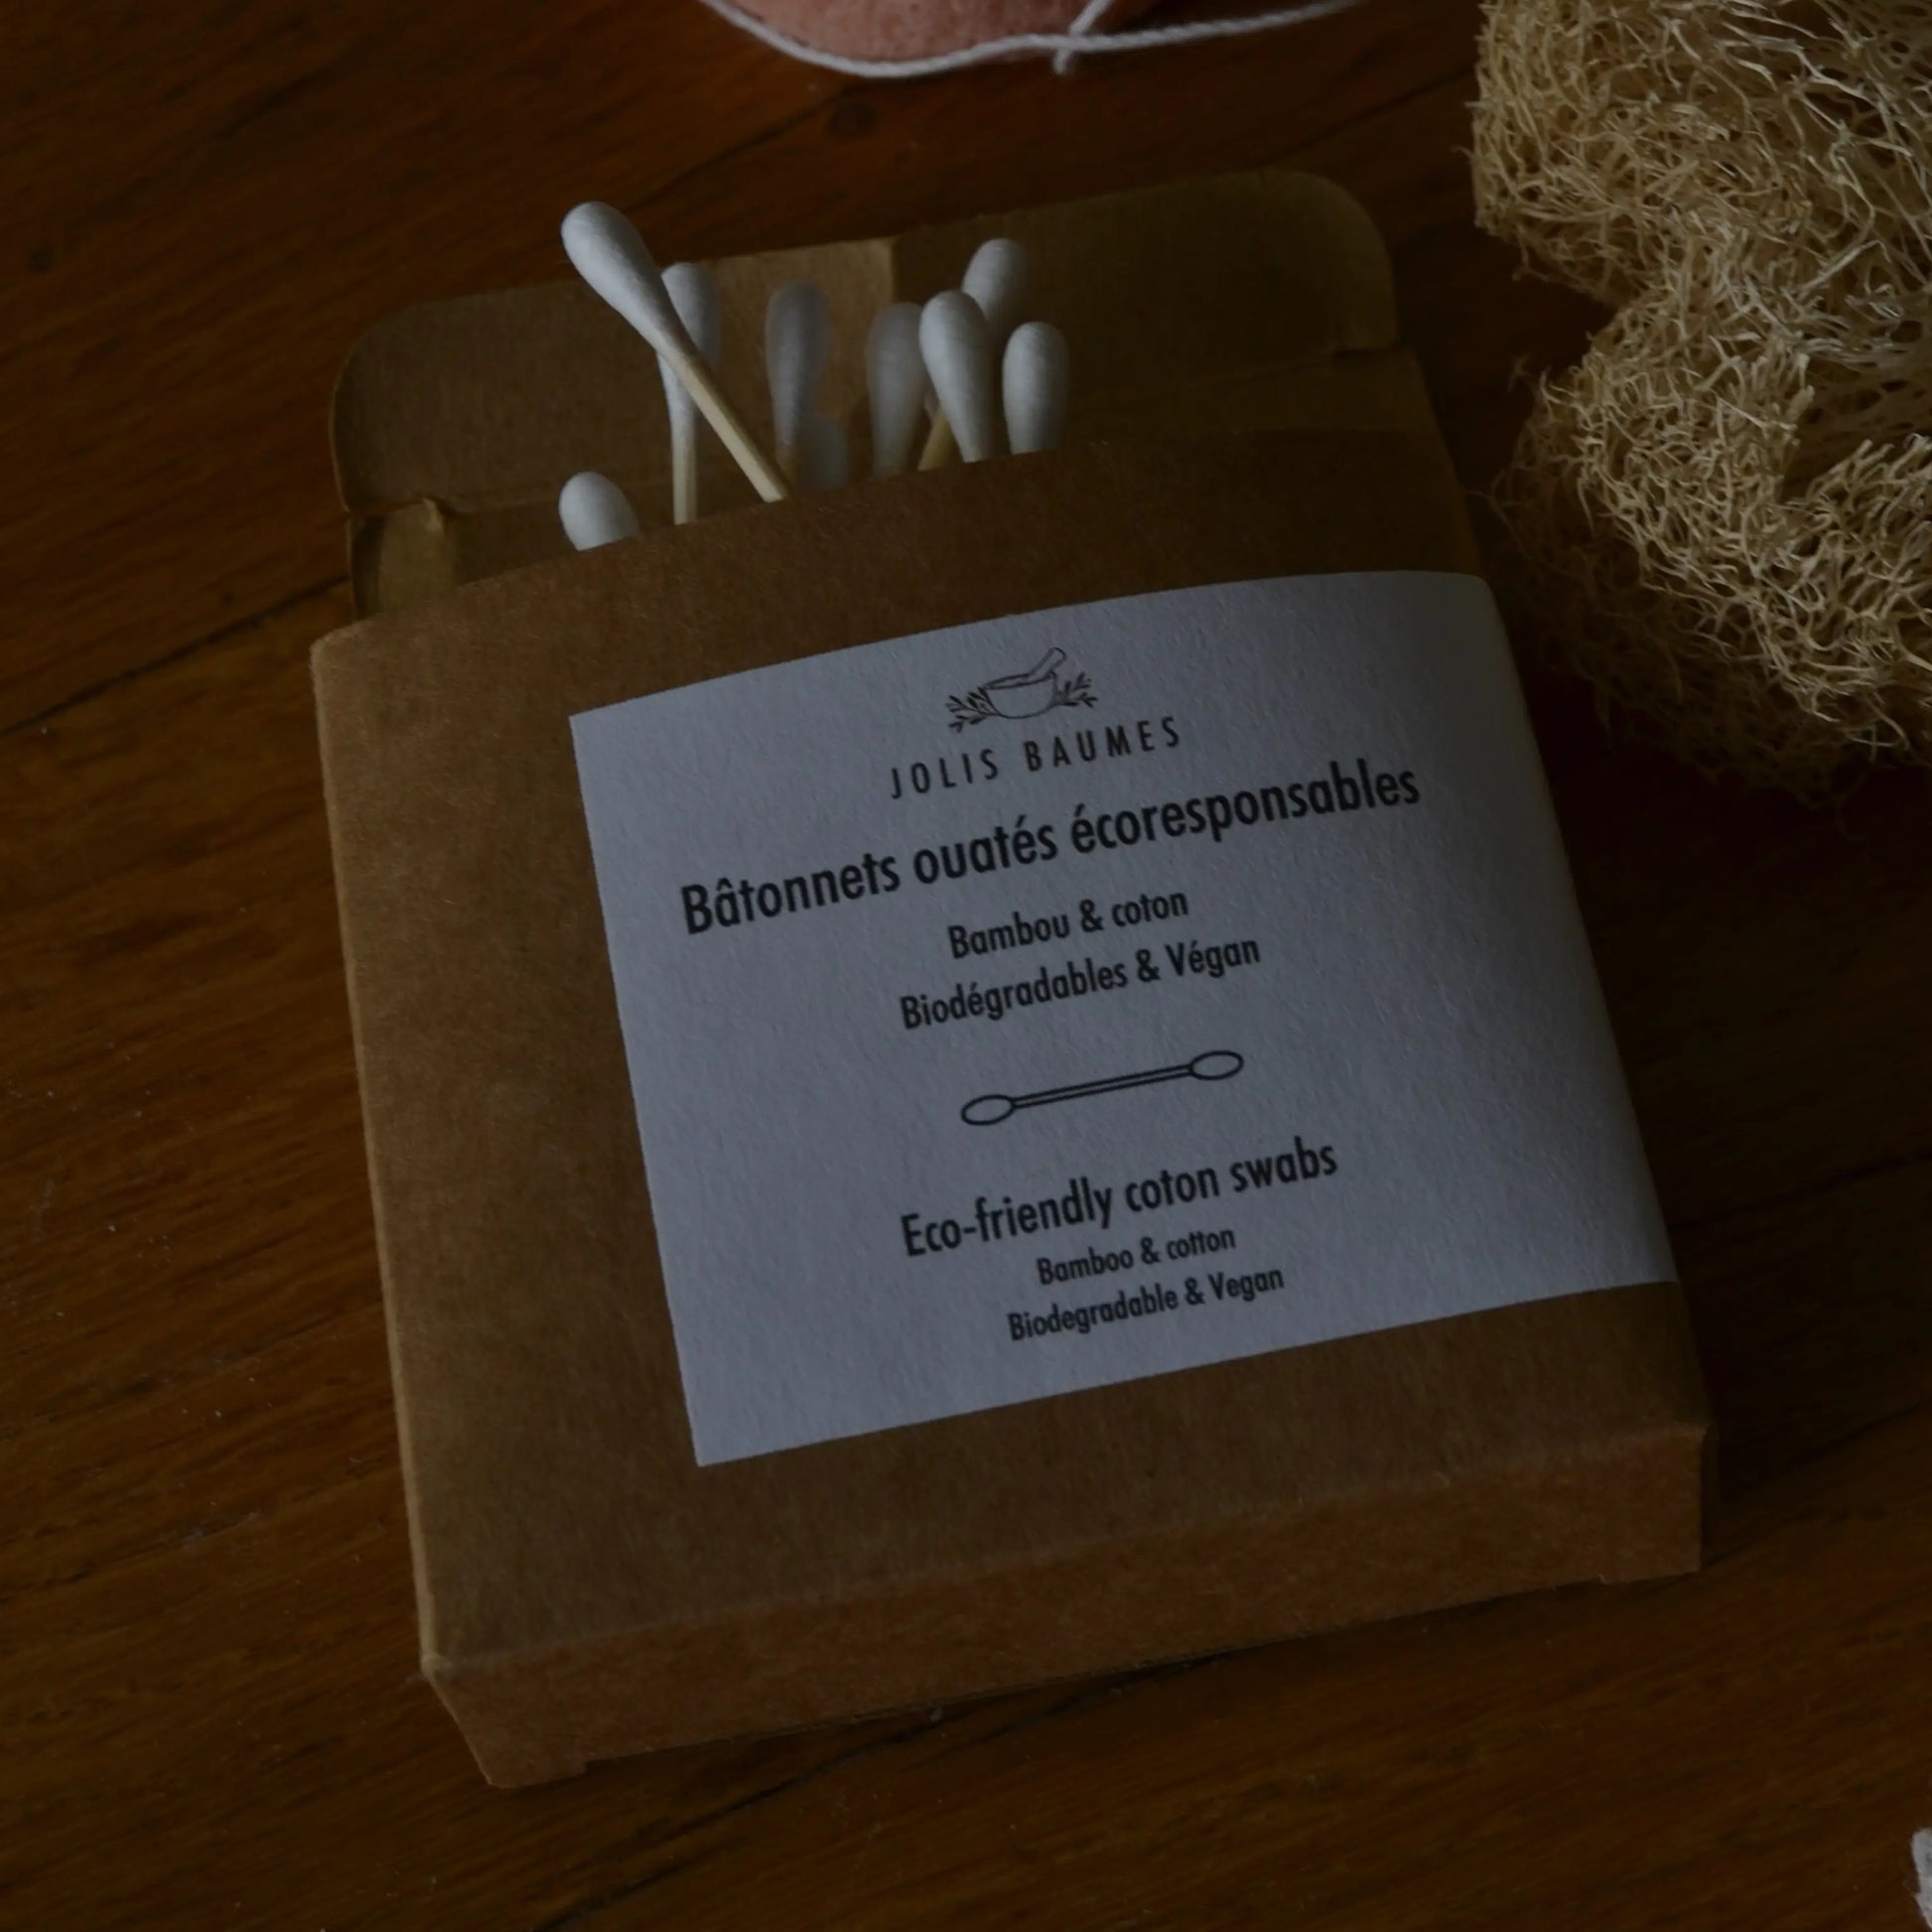 JOLIS BAUMES
Bâtonnets ouatés écoresponsables
Bambou & coton
Biodégradables & Végan
Eco-friendly coton swabs
Bamboo & cotton
Biodegradable & Vegan